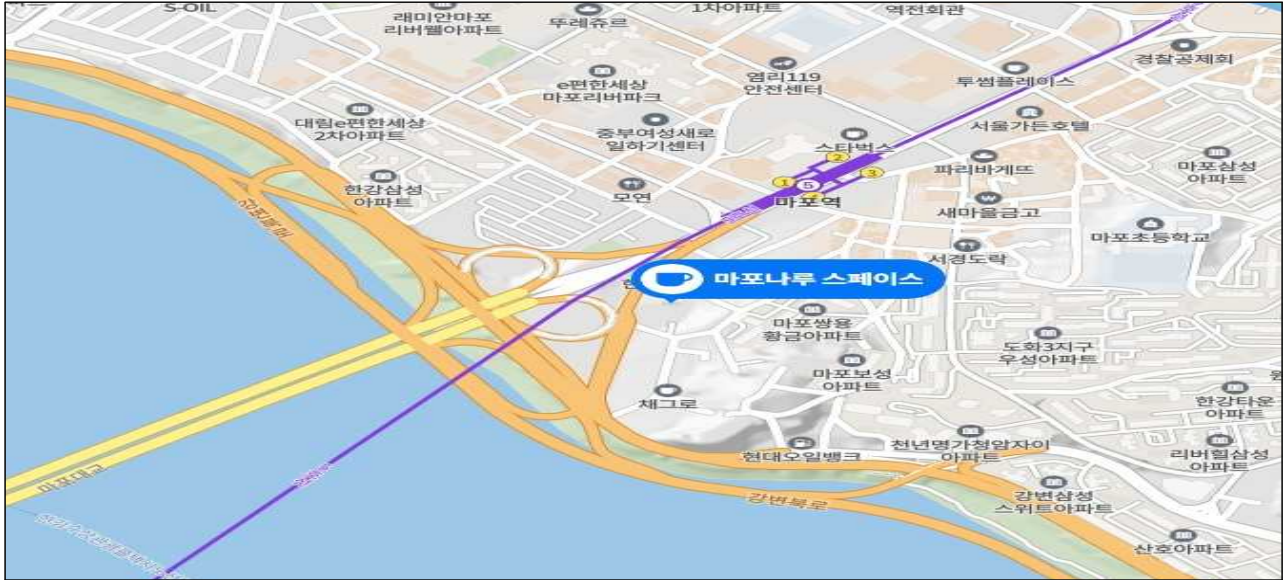 S-OIL
래미안마포
리버웰아파트
뚜레쥬르
1차아파트
역전회관
경찰공제회
e편한세상
마포리버파크
염리119
안전센터
투썸플레이스
대림e편한세상
2차아파트
중부여성새로
일하기센터
스타벅스
서울가든호텔
파리바게뜨
마포삼성
아파트
한강삼성
아파트
모연
1
2
3
5
마포역
새마을금고
마포초등학교
강변북로
서경도락
마포나루 스페이스
마포쌍용
황금아파트
도화3지구
우성아파트
마포보성
아파트
채그로
한강타운
아파트
현대오일뱅크
천년명가청암자이
아파트
리버힐삼성
아파트
마포대교
강변북로
강변삼성
스위트아파트
산호아파트